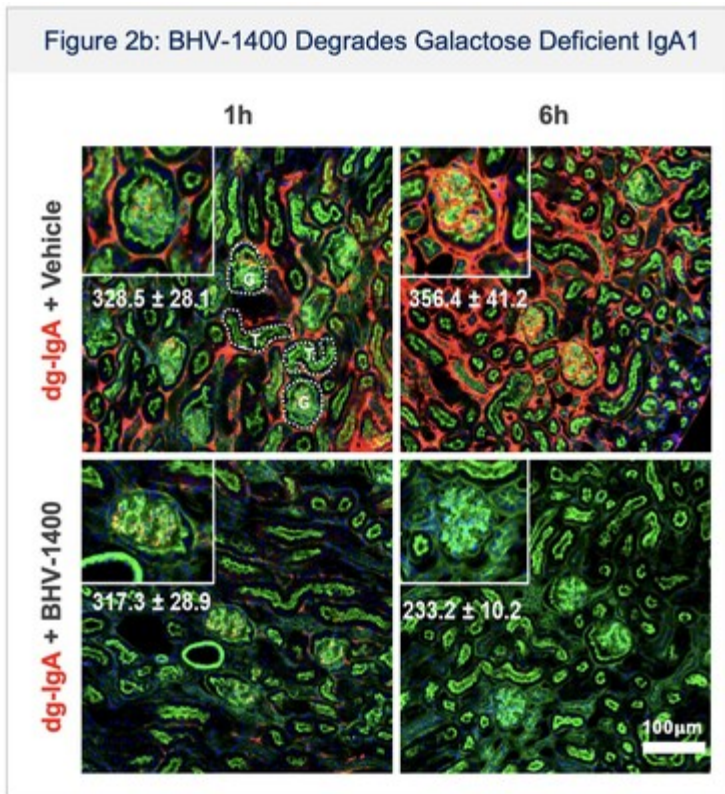 Figure 2b: BHV-1400 Degrades Galactose Deficient IgA1
1h
6h
dg-IgA + Vehicle
328.5 ± 28.1
G
T
T
G
356.4 ± 41.2
dg-IgA + BHV-1400
317.3 ± 28.9
233.2 ± 10.2
100μm